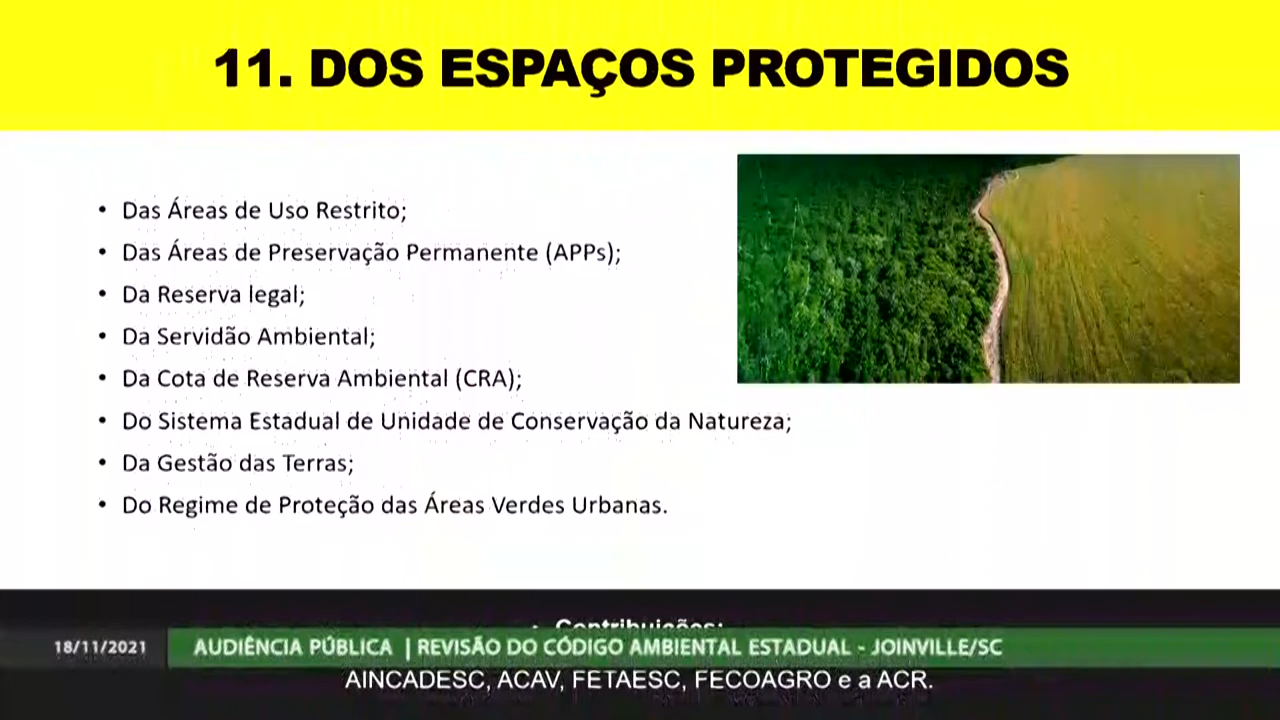 11. DOS ESPAÇOS PROTEGIDOS
• Das Áreas de Uso Restrito;
• Das Áreas de Preservação Permanente (APPs);
• Da Reserva legal;
• Da Servidão Ambiental;
• Da Cota de Reserva Ambiental (CRA);
• Do Sistema Estadual de Unidade de Conservação da Natureza;
• Da Gestão das Terras;
• Do Regime de Proteção das Áreas Verdes Urbanas.
• Contribuições:
18/11/2021 AUDIÊNCIA PÚBLICA | REVISÃO DO CÓDIGO AMBIENTAL ESTADUAL - JOINVILLE/SC
AINCADESC, ACAV, FETAESC, FECOAGRO e a ACR.